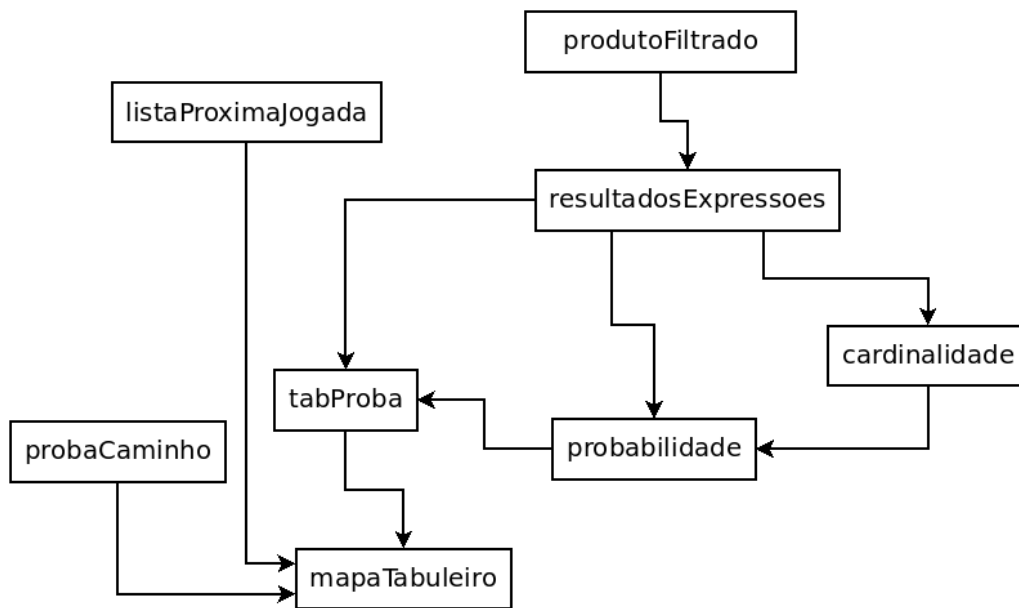 produtoFiltrado
listaProximaJogada
resultadosExpressoes
cardinalidade
tabProba
probaCaminho
probabilidade
mapaTabuleiro